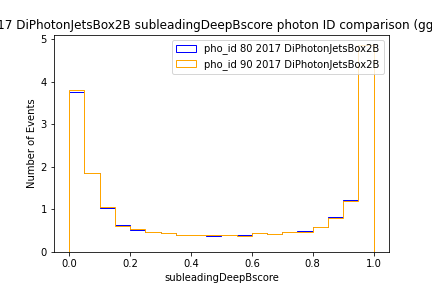 17 DiPhotonJetsBox2B subleadingDeepBscore photon ID comparison (gg
pho_id 80 2017 DiPhotonJetsBox2B
pho_id 90 2017 DiPhotonJetsBox2B
5
4
3
2
1
0
Number of Events
0.0 0.2 0.4 0.6 0.8 1.0
subleadingDeepBscore